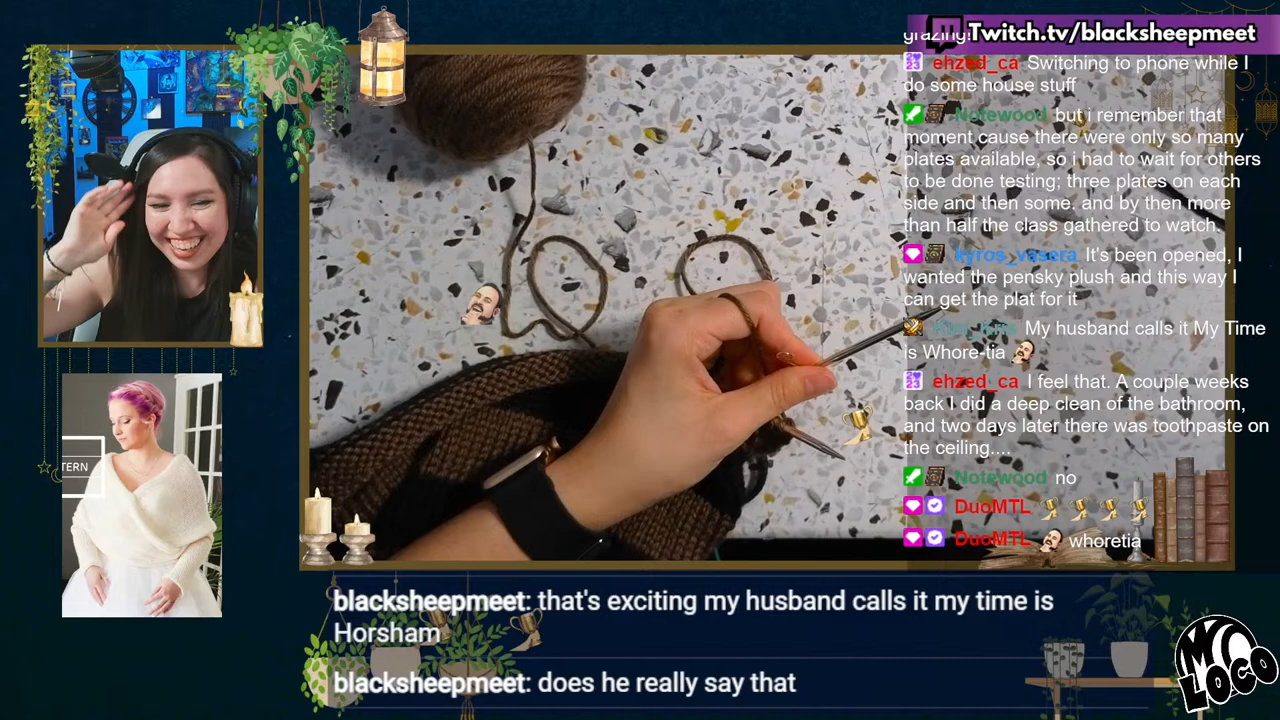 Twitch.tv/blacksheepmeet
grazing!
ehzed_ca Switching to phone while I
do some house stuff
Notewood but i remember that
moment cause there were only so many
plates available, so i had to wait for others
to be done testing; three plates on each
side and then some. and by then more
than half the class gathered to watch.
kyros_vasera It's been opened, I
wanted the pensky plush and this way I
can get the plat for it
My husband calls it My Time
is Whore-tia
ehzed_ca I feel that. A couple weeks
back I did a deep clean of the bathroom,
and two days later there was toothpaste on
the ceiling....
Notewood no
DuoMTL
DuoMTL whoretia
TERN
blacksheepmeet: that's exciting my husband calls it my time is
Horsham
blacksheepmeet: does he really say that
MC
LOCO